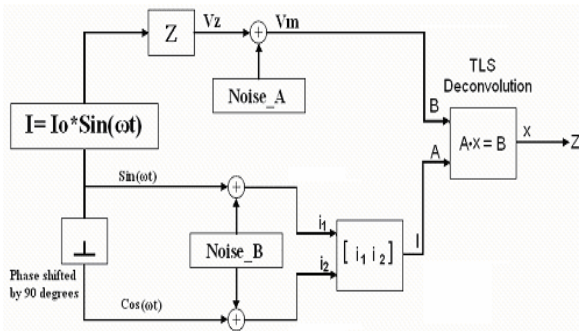 Z
Vz
Vm
Noise_A
TLS
Deconvolution
B
I= Io*Sin(ωt)
A·x = B
x
Z
A
Sin(ωt)
i1
Noise_B
[ i1 i2 ]
I
i2
Phase shifted
by 90 degrees
Cos(ωt)